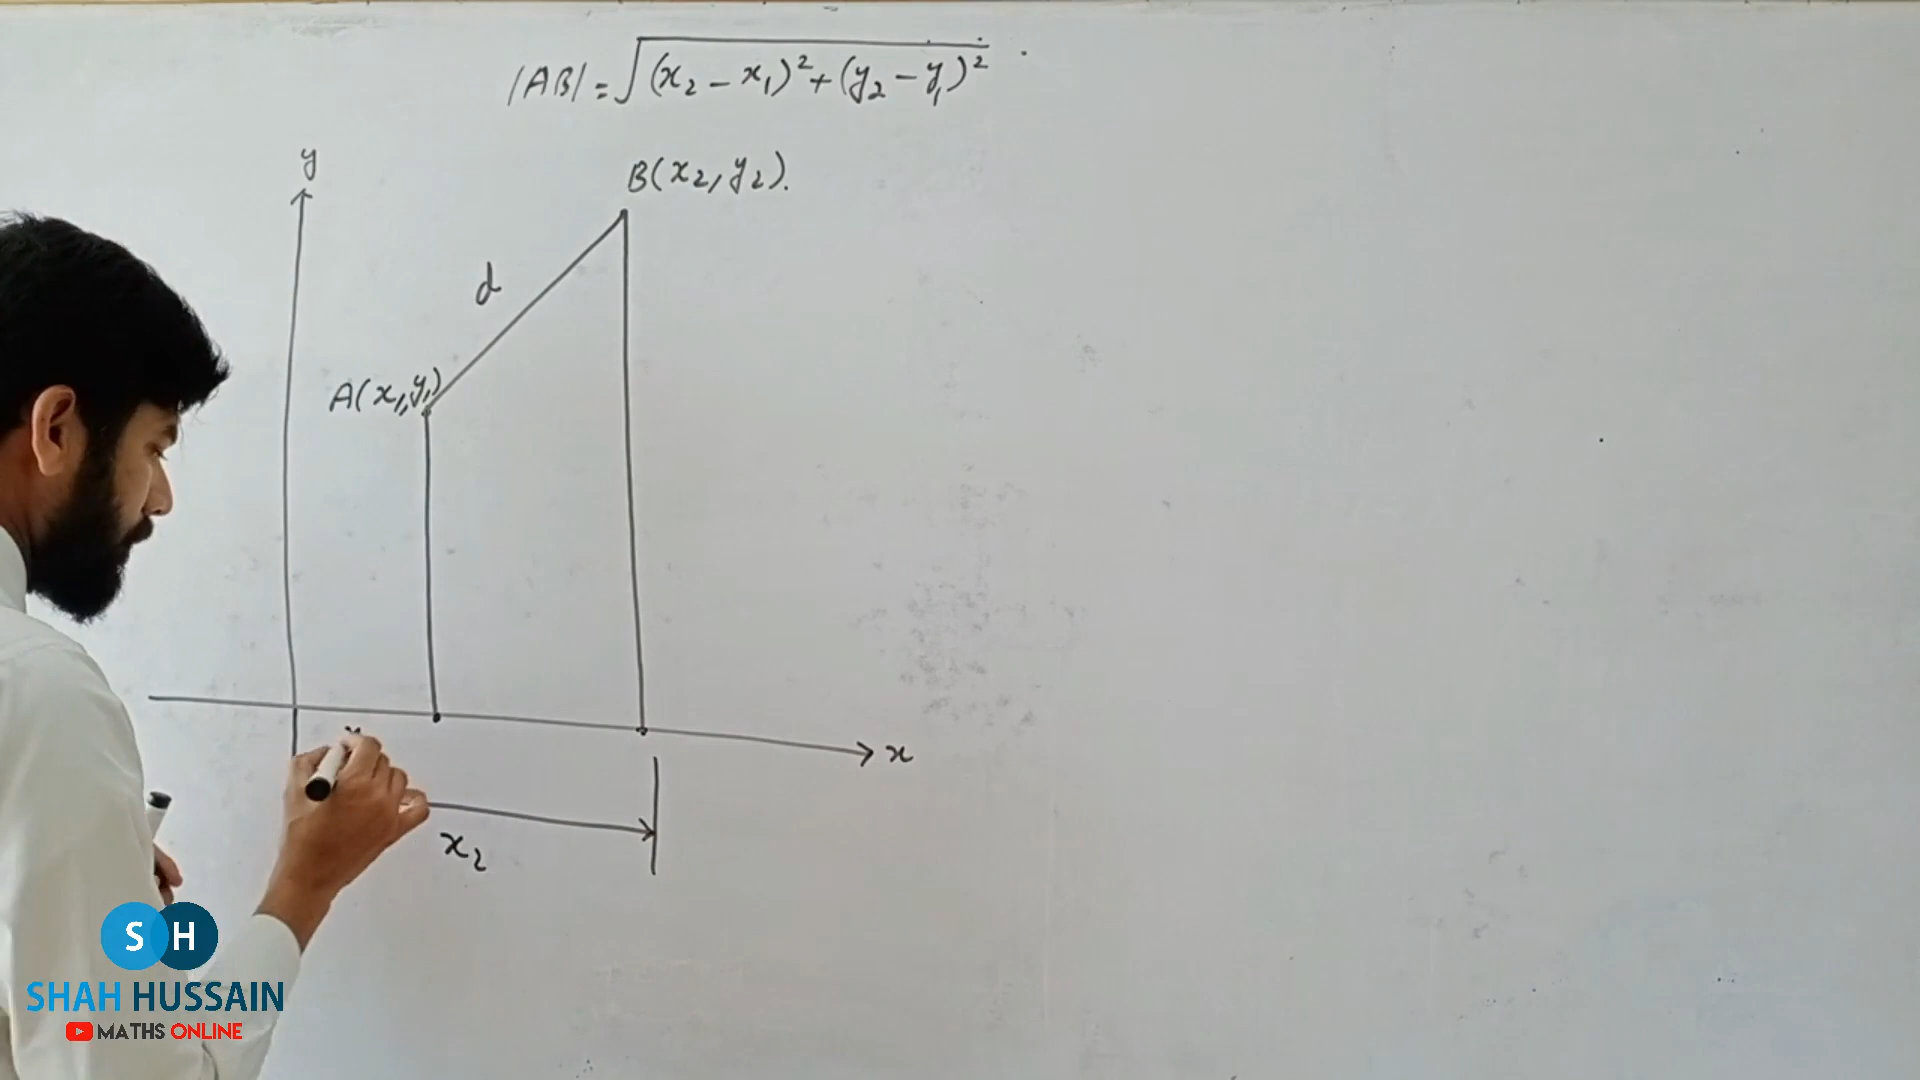 |AB| = √(x₂ - x₁)² + (y₂ - y₁)²
y
B(x₂, y₂).
d
A(x₁, y₁)
x
x₂
S H
SHAH HUSSAIN
MATHS ONLINE